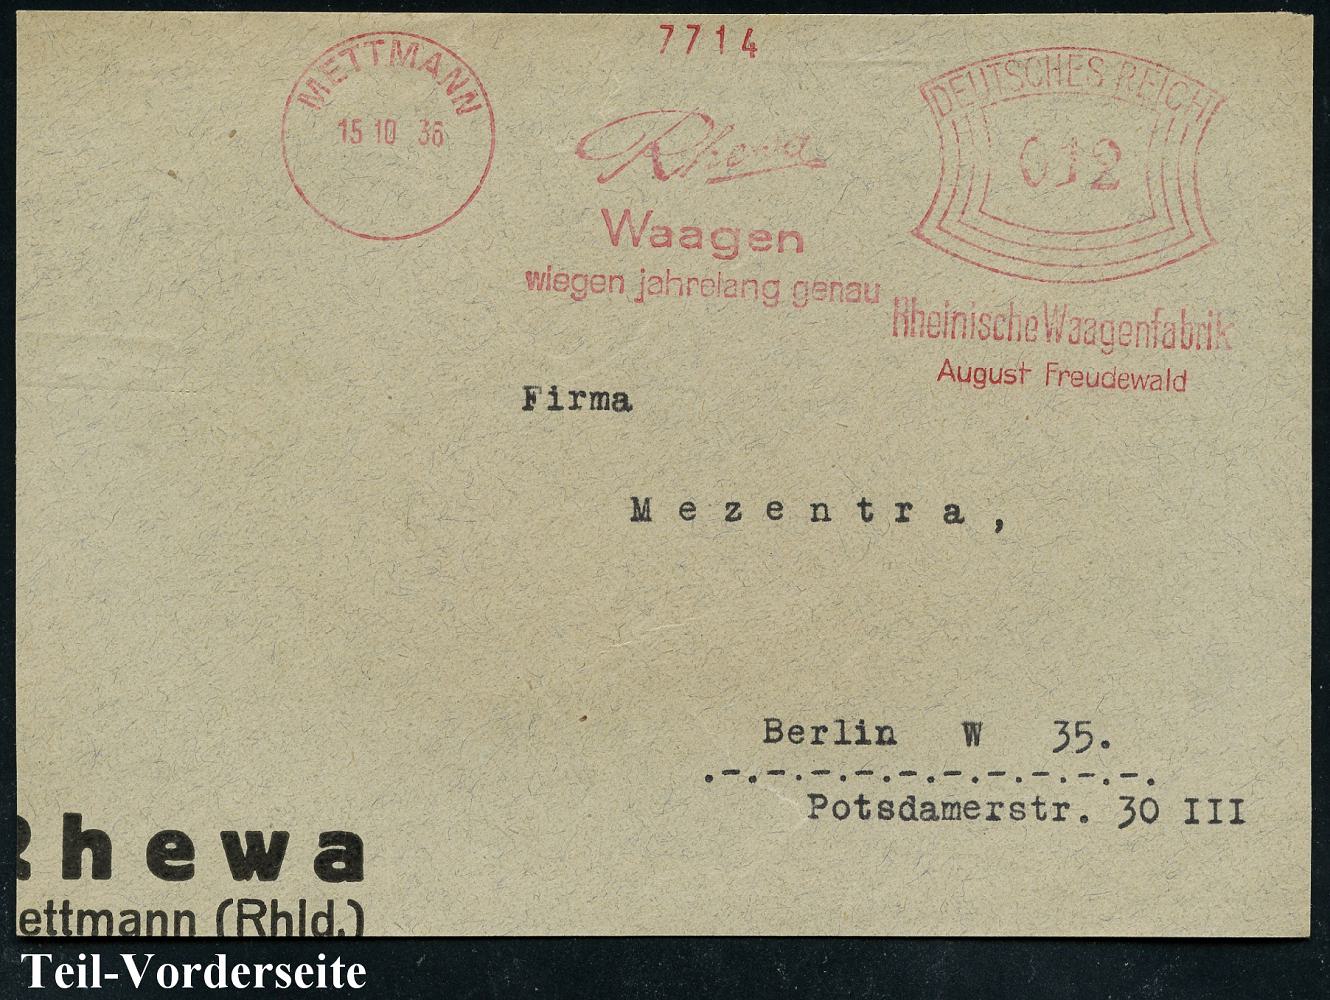 7714
METTMANN
15 10 36
DEUTSCHES REICH
012
Rhewa
Waagen
wiegen jahrelang genau
Rheinische Waagenfabrik
August Freudewald
Firma
Mezentra,
Berlin W 35.
.-.-.-.-.-.-.-.-.-.-.
Potsdamerstr. 30 III
Rhewa
ettmann (Rhld.)
Teil-Vorderseite